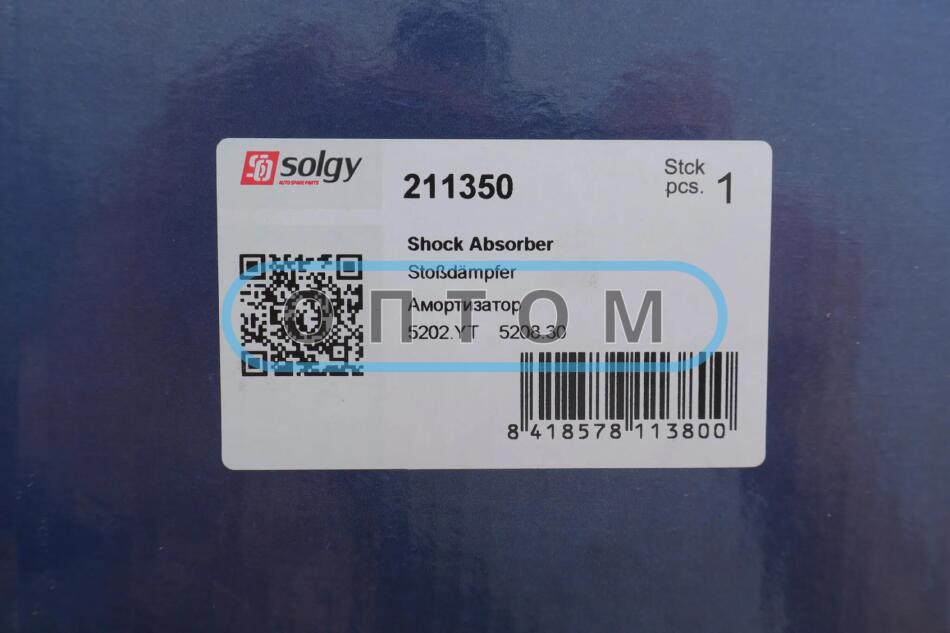 solgy
AUTO SPARE PARTS
211350
Stck
pcs. 1
Shock Absorber
Stoßdämpfer
Амортизатор
5202.YT 5208.30
ОПТОМ
8 418578 113800